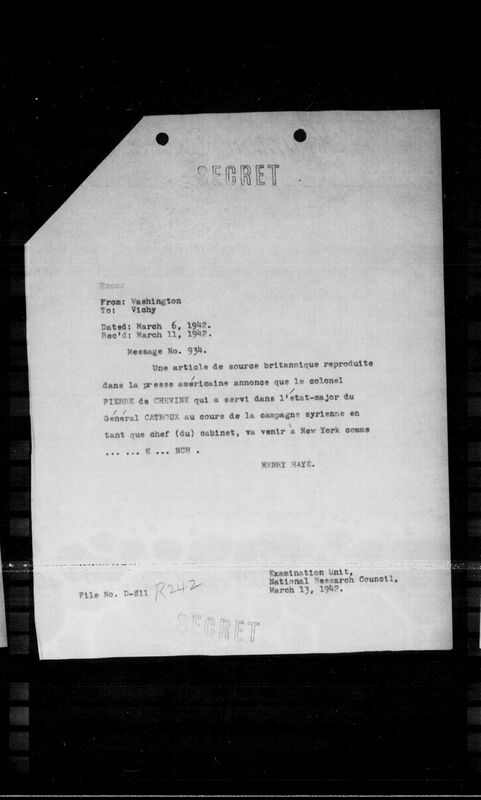 SECRET
From:
From: Washington
To: Vichy
Dated: March 6, 1942.
Rec'd: March 11, 1942.
Message No. 934.
Une article de source britannique reproduite
dans la presse américaine annonce que le colonel
PIERRE de CHEVINE qui a servi dans l'état-major du
Général CATROUX au cours de la campagne syrienne en
tant que chef (du) cabinet, va venir à New York comme
... ... E ... NCH .
HENRY HAYE.
Examination Unit,
National Research Council,
March 13, 1942.
File No. D-811 R242
SECRET